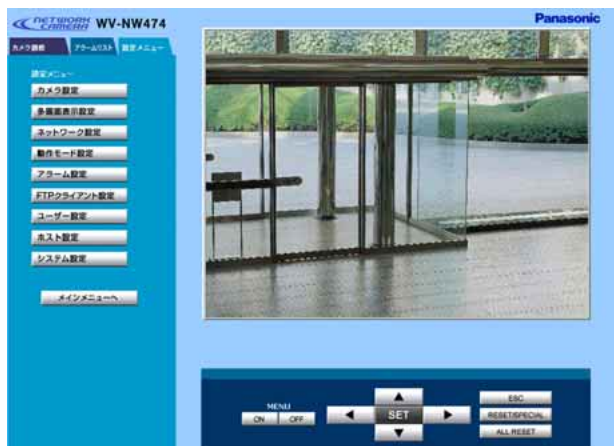 NETWORK CAMERA WV-NW474
Panasonic
カメラ操作 アラームリスト 設定メニュー
設定メニュー
カメラ設定
多画面表示設定
ネットワーク設定
動作モード設定
アラーム設定
FTPクライアント設定
ユーザー設定
ホスト設定
システム設定
メインメニューへ
MENU
ON OFF
SET
ESC
RESET/SPECIAL
ALL RESET